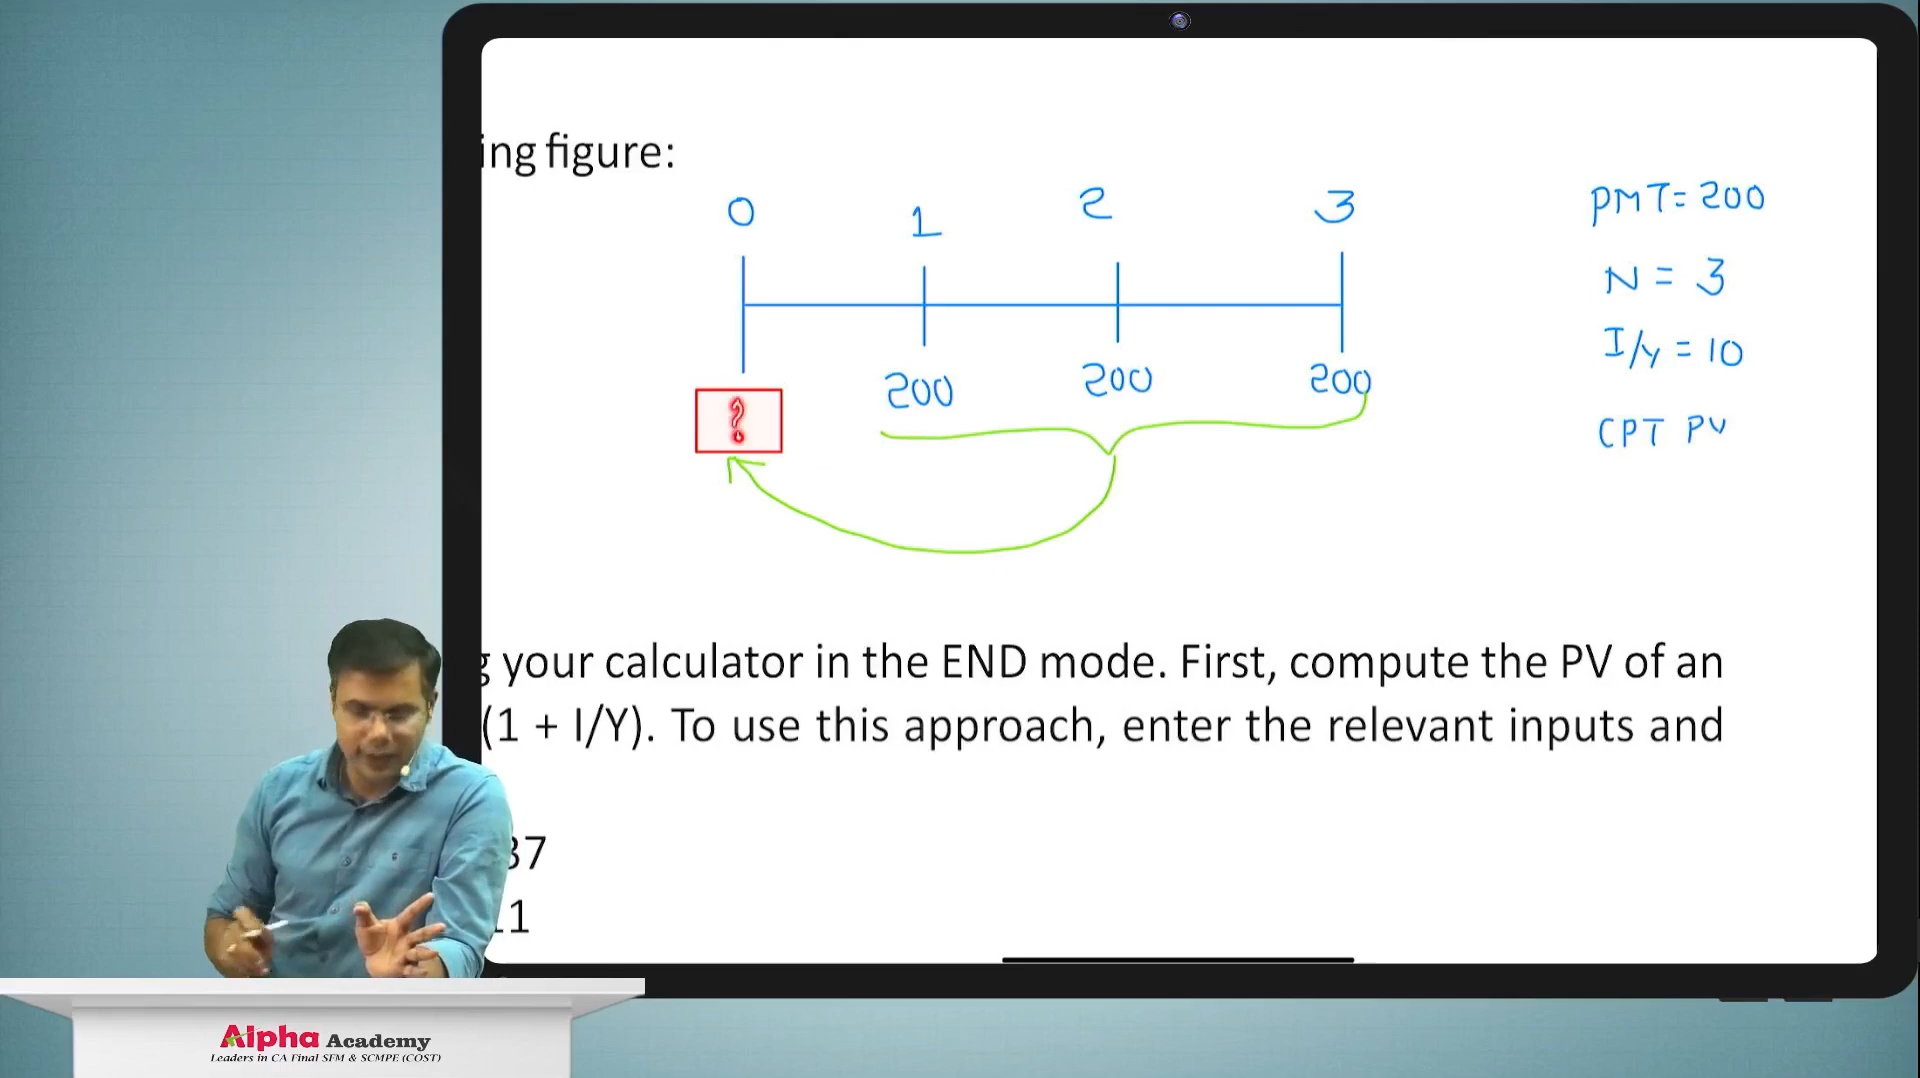 ing figure:
0 1 2 3
200 200 200
?
PMT = 200
N = 3
I/Y = 10
CPT PV
your calculator in the END mode. First, compute the PV of an
(1 + I/Y). To use this approach, enter the relevant inputs and
37
11
Alpha Academy
Leaders in CA Final SFM & SCMPE (COST)